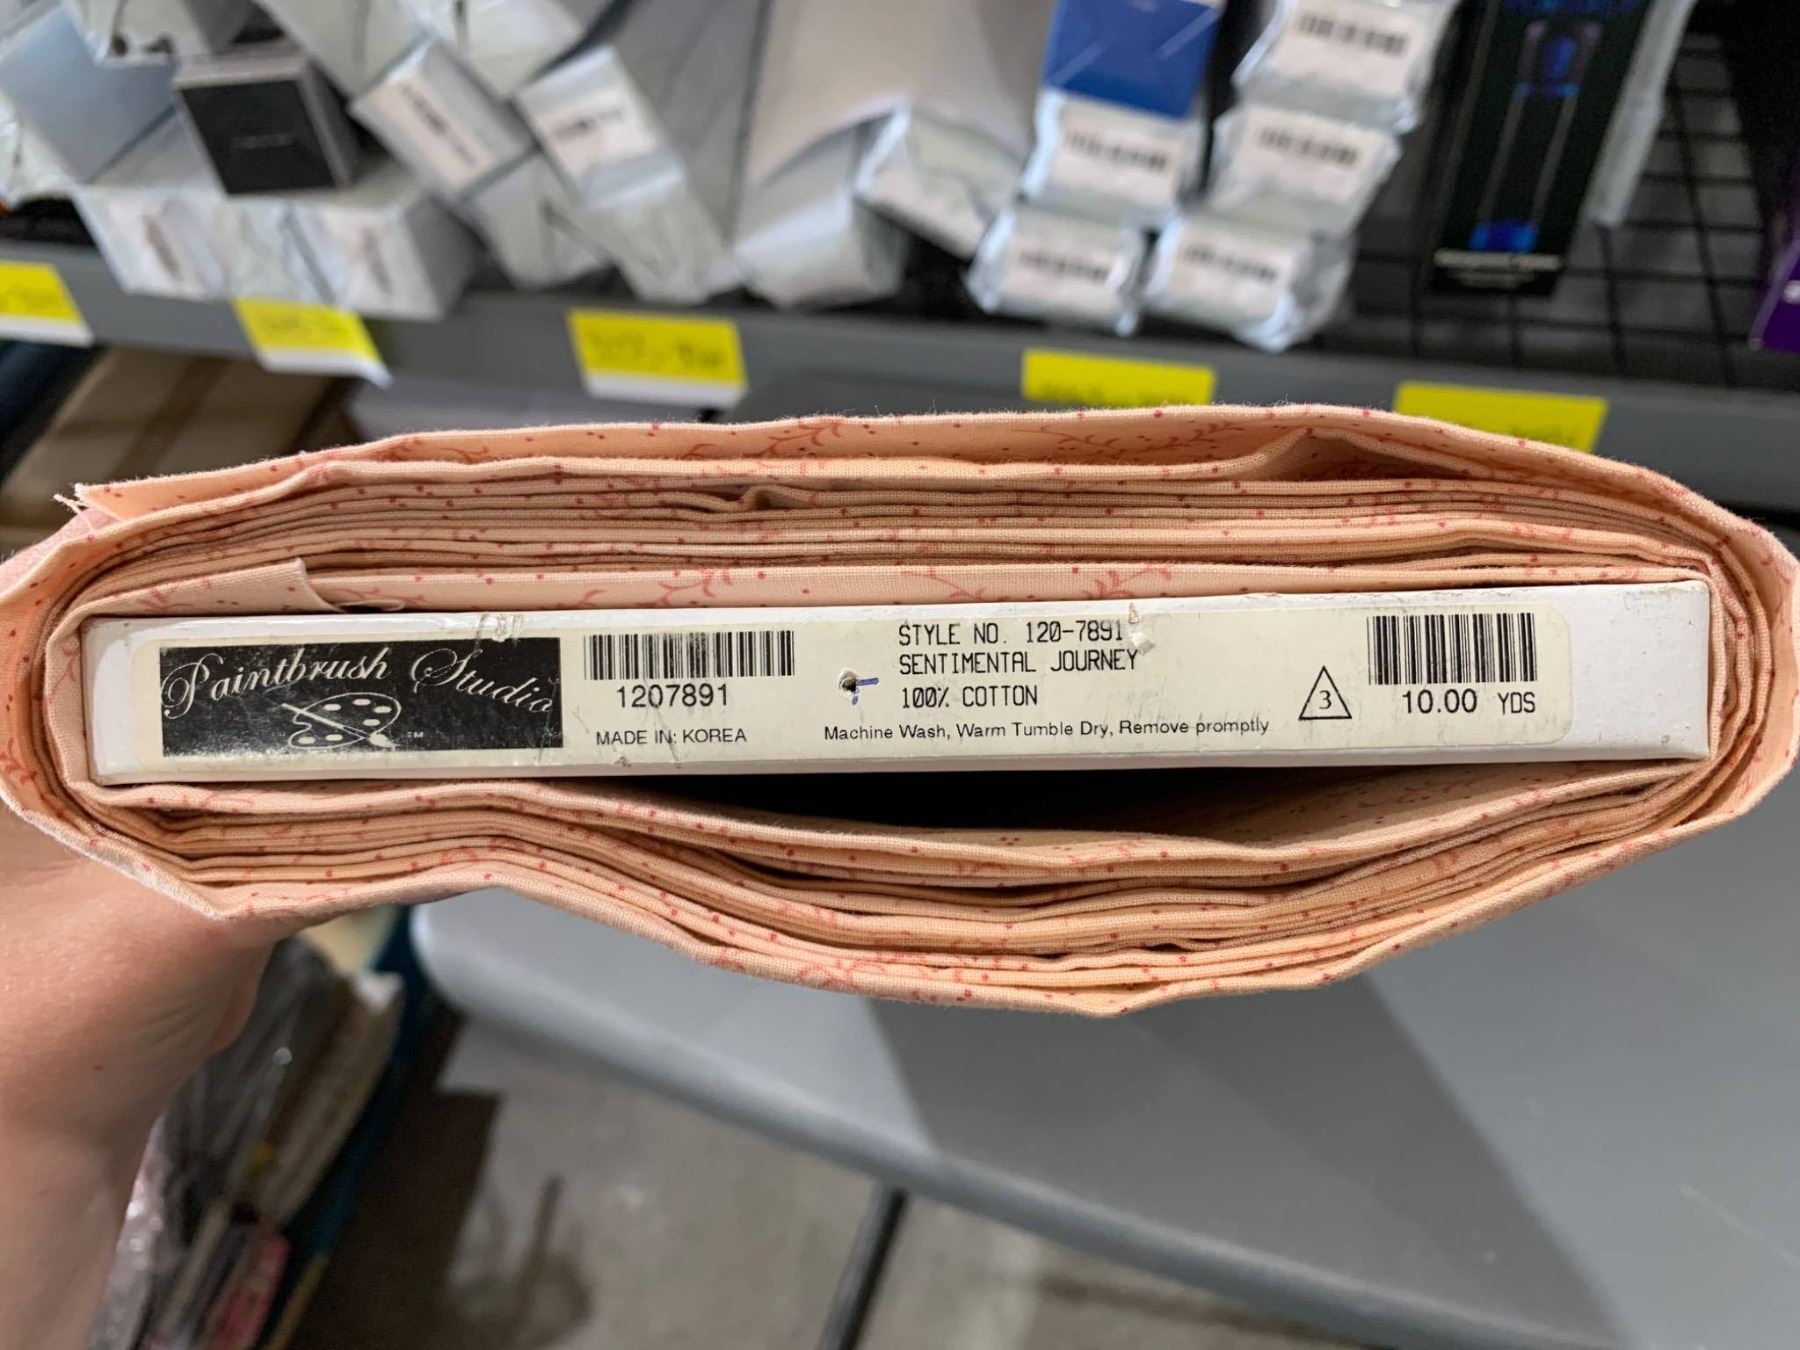 Paintbrush Studio
TM
1207891
MADE IN: KOREA
STYLE NO. 120-7891
SENTIMENTAL JOURNEY
100% COTTON
Machine Wash, Warm Tumble Dry, Remove promptly
3
10.00 YDS